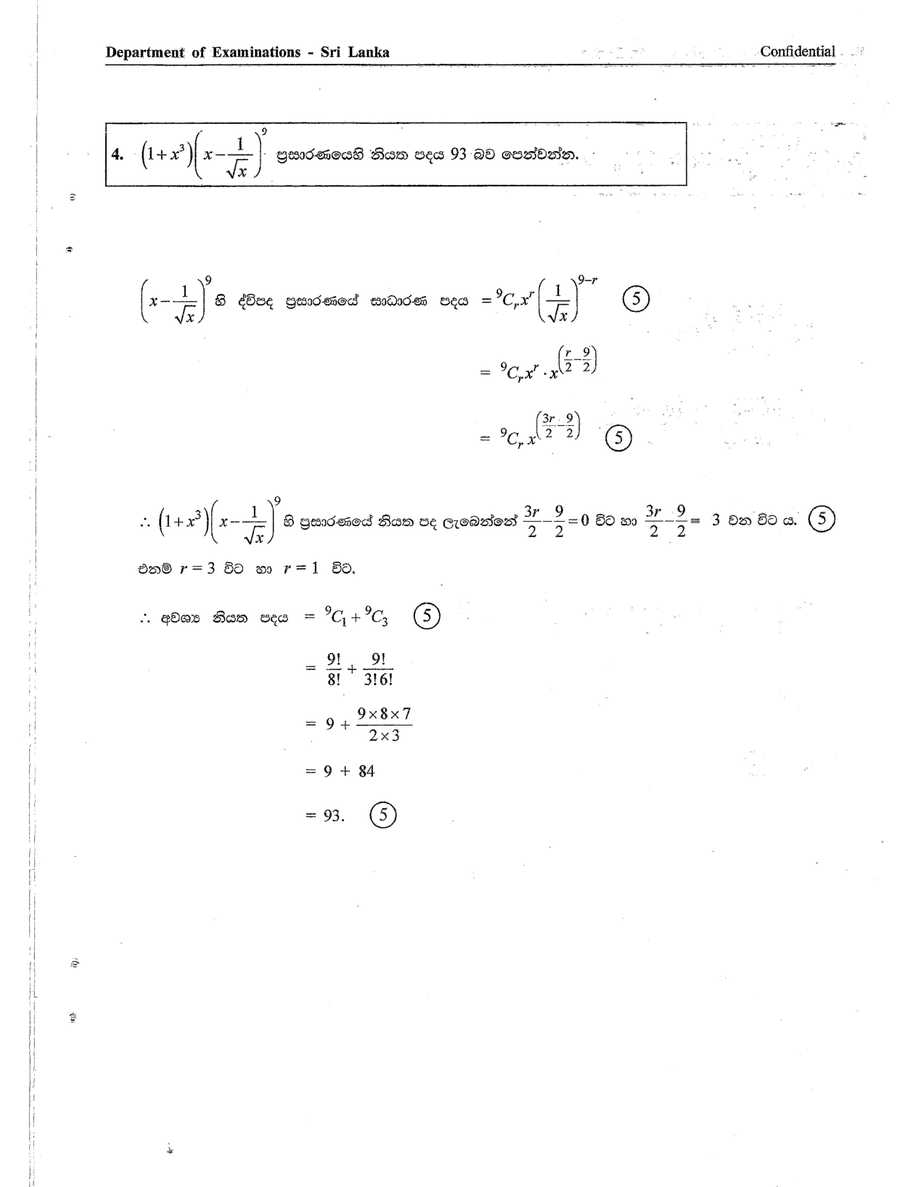 Department of Examinations - Sri Lanka Confidential
4. (1+x³)(x−1/√x)⁹ ප්‍රසාරණයෙහි නියත පදය 93 බව පෙන්වන්න.
(x−1/√x)⁹ හි ද්විපද ප්‍රසාරණයේ සාධාරණ පදය = ⁹Cᵣxʳ(1/√x)⁹⁻ʳ ⑤
= ⁹Cᵣxʳ · x^(r/2 − 9/2)
= ⁹Cᵣ x^(3r/2 − 9/2) ⑤
∴ (1+x³)(x−1/√x)⁹ හි ප්‍රසාරණයේ නියත පද ලැබෙන්නේ 3r/2 − 9/2 = 0 විට හා 3r/2 − 9/2 = 3 වන විට ය. ⑤
එනම් r = 3 විට හා r = 1 විට.
∴ අවශ්‍ය නියත පදය = ⁹C₁ + ⁹C₃ ⑤
= 9!/8! + 9!/3!6!
= 9 + 9×8×7/2×3
= 9 + 84
= 93. ⑤